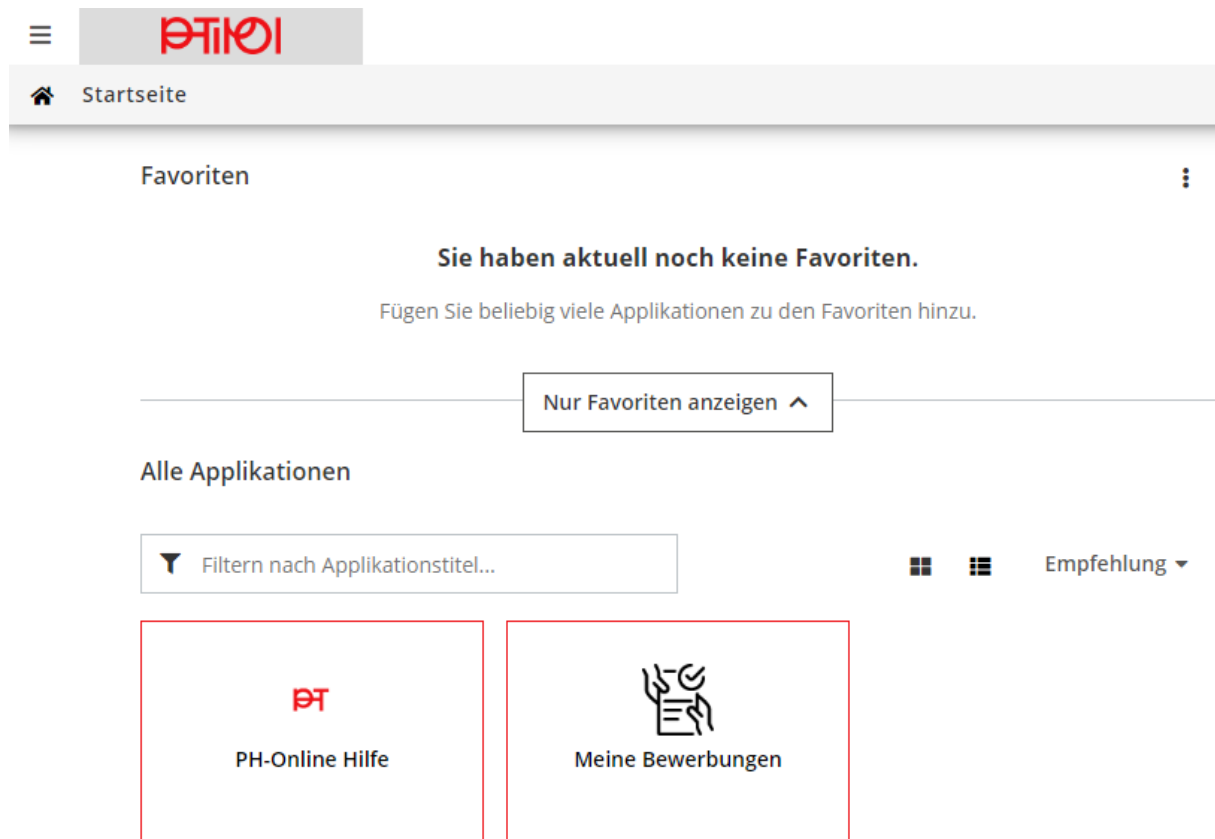 Startseite
Favoriten
Sie haben aktuell noch keine Favoriten.
Fügen Sie beliebig viele Applikationen zu den Favoriten hinzu.
Nur Favoriten anzeigen
Alle Applikationen
Filtern nach Applikationstitel...
Empfehlung
PT
PH-Online Hilfe
Meine Bewerbungen